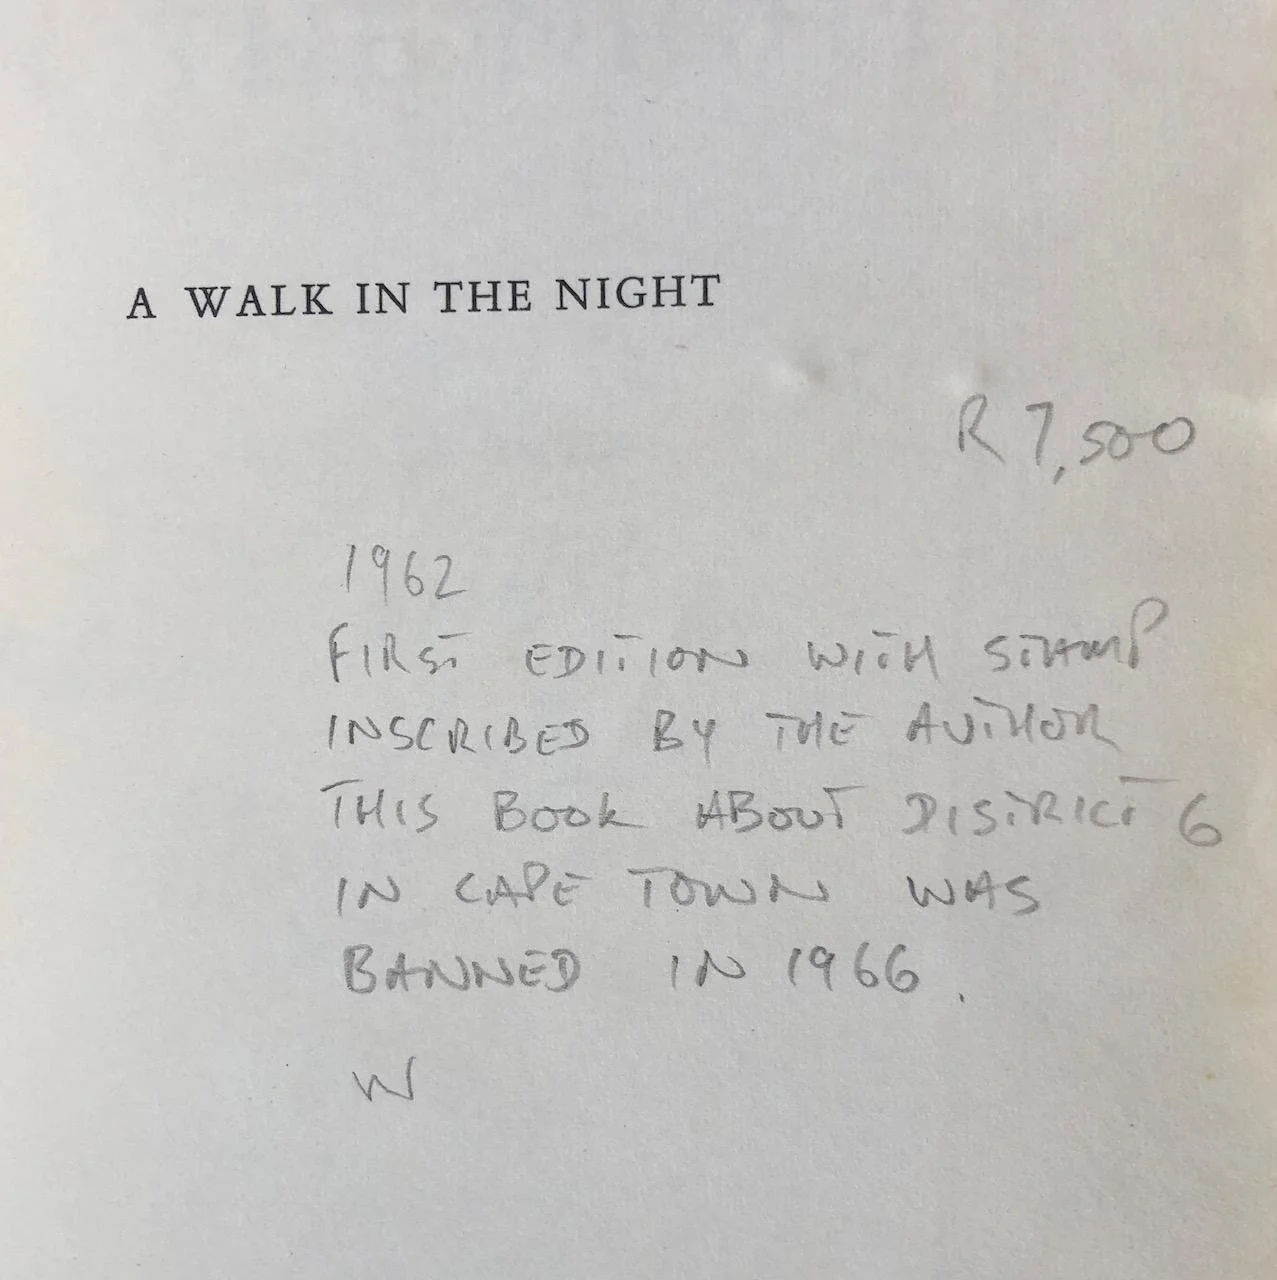 A WALK IN THE NIGHT
R 7,500
1962
FIRST EDITION WITH STAMP
INSCRIBED BY THE AUTHOR
THIS BOOK ABOUT DISTRICT 6
IN CAPE TOWN WAS
BANNED IN 1966.
W